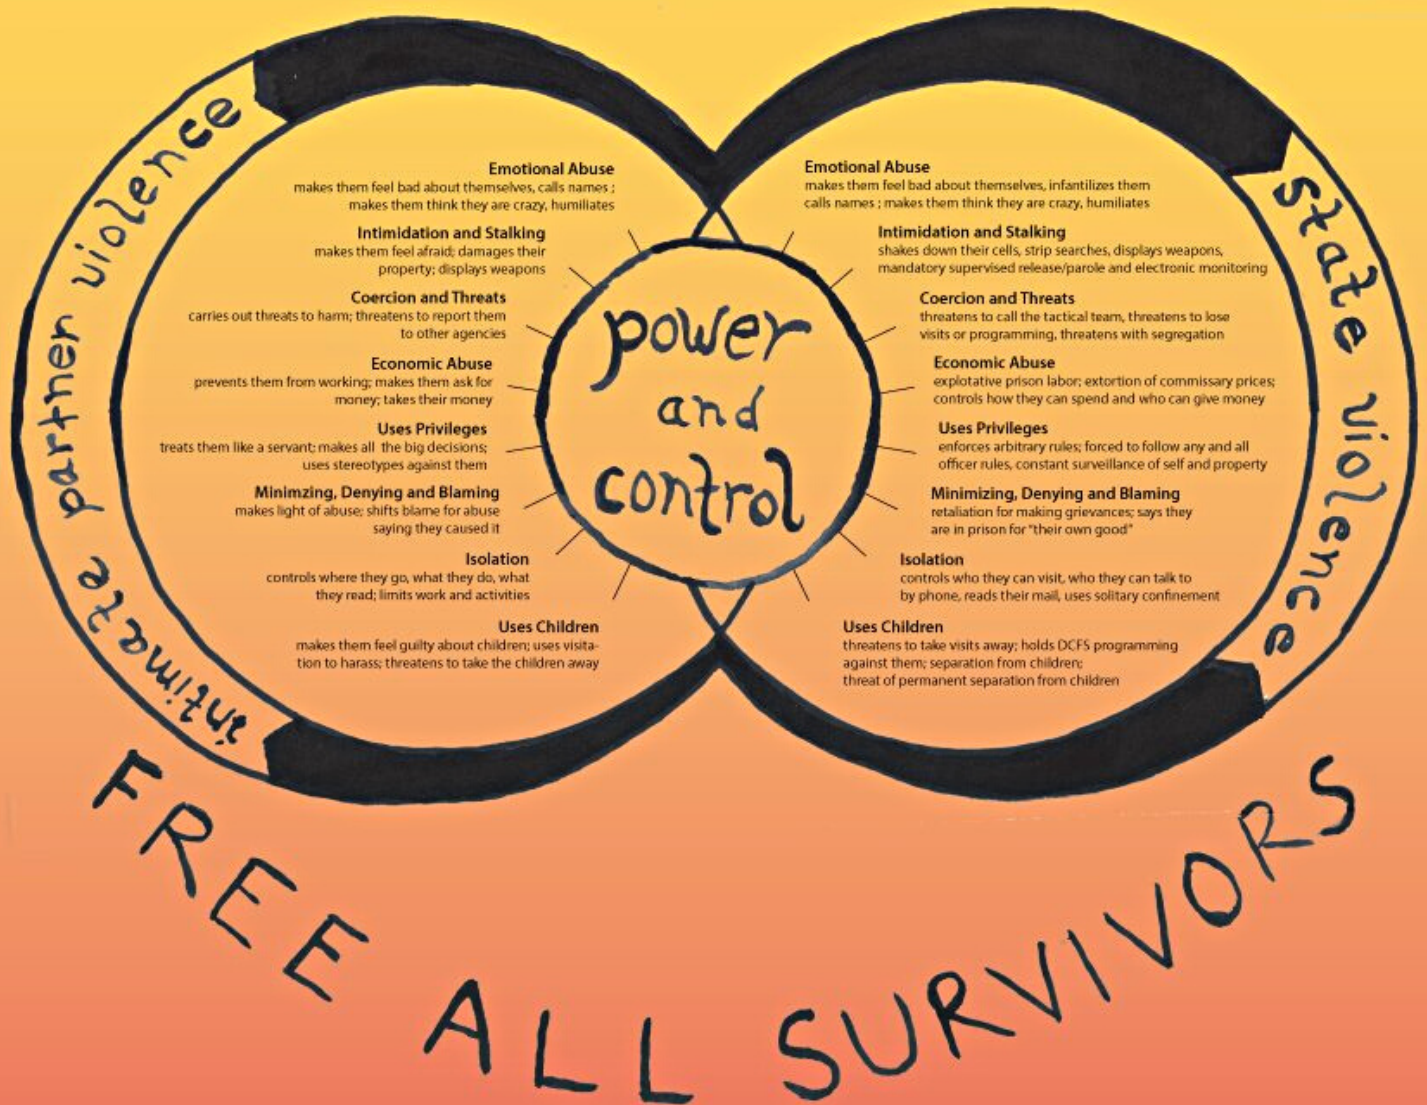 intimate partner violence
Emotional Abuse
makes them feel bad about themselves, calls names ;
makes them think they are crazy, humiliates
Intimidation and Stalking
makes them feel afraid; damages their
property; displays weapons
Coercion and Threats
carries out threats to harm; threatens to report them
to other agencies
Economic Abuse
prevents them from working; makes them ask for
money; takes their money
Uses Privileges
treats them like a servant; makes all the big decisions;
uses stereotypes against them
Minimzing, Denying and Blaming
makes light of abuse; shifts blame for abuse
saying they caused it
Isolation
controls where they go, what they do, what
they read; limits work and activities
Uses Children
makes them feel guilty about children; uses visita-
tion to harass; threatens to take the children away
power
and
control
state violence
Emotional Abuse
makes them feel bad about themselves, infantilizes them
calls names ; makes them think they are crazy, humiliates
Intimidation and Stalking
shakes down their cells, strip searches, displays weapons,
mandatory supervised release/parole and electronic monitoring
Coercion and Threats
threatens to call the tactical team, threatens to lose
visits or programming, threatens with segregation
Economic Abuse
explotative prison labor; extortion of commissary prices;
controls how they can spend and who can give money
Uses Privileges
enforces arbitrary rules; forced to follow any and all
officer rules, constant surveillance of self and property
Minimizing, Denying and Blaming
retaliation for making grievances; says they
are in prison for "their own good"
Isolation
controls who they can visit, who they can talk to
by phone, reads their mail, uses solitary confinement
Uses Children
threatens to take visits away; holds DCFS programming
against them; separation from children;
threat of permanent separation from children
FREE ALL SURVIVORS